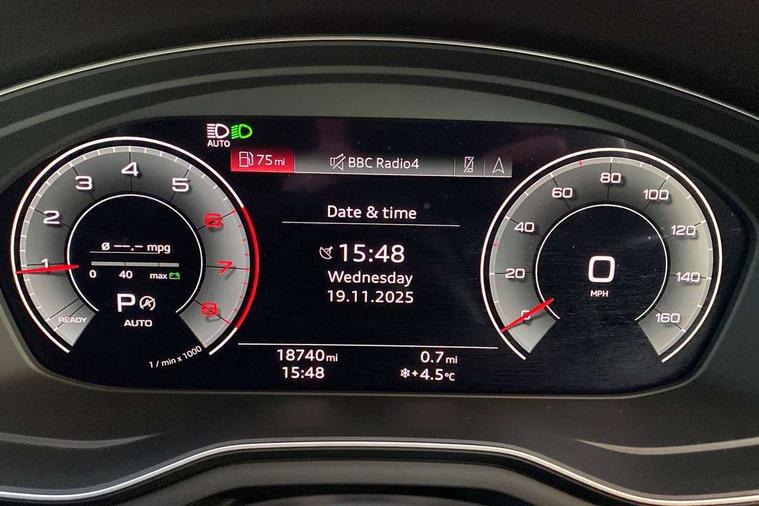 AUTO
75 mi
BBC Radio4
Date & time
15:48
Wednesday
19.11.2025
18740 mi
0.7 mi
15:48
❄+4.5°C
1
2
3
4
5
6
7
8
READY
1 / min x 1000
Ø --.- mpg
0 40 max
P
AUTO
0
20
40
60
80
100
120
140
160
0
MPH